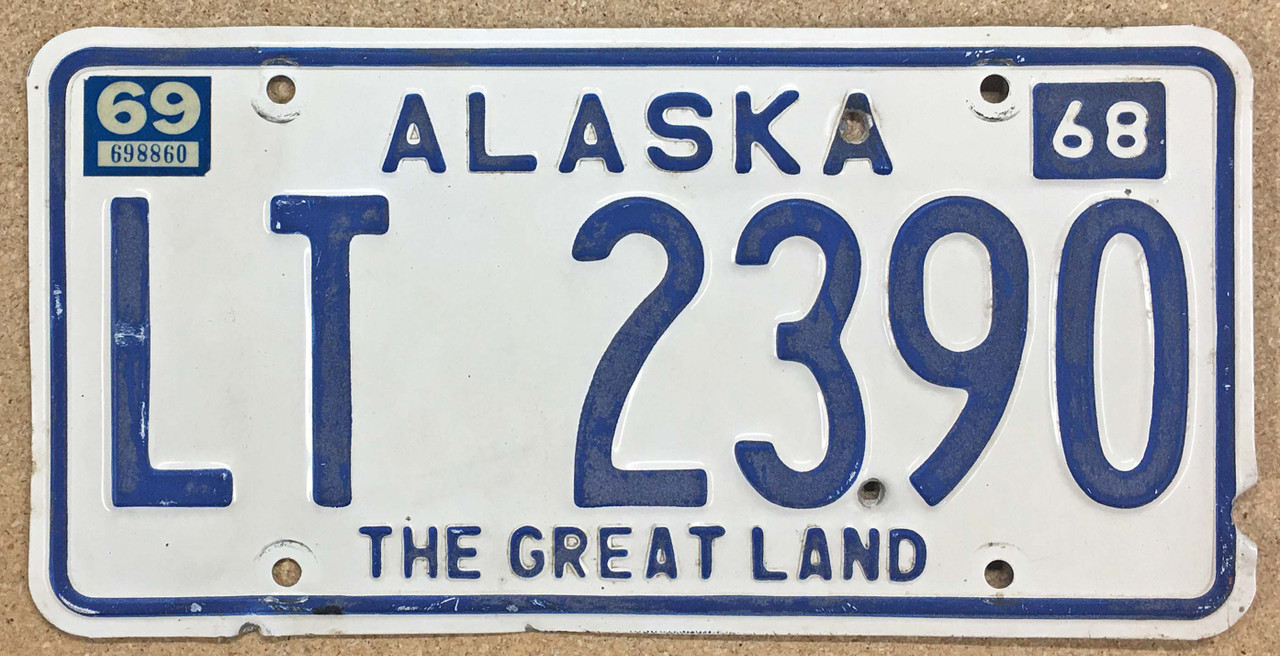 69
698860
ALASKA
68
LT 2390
THE GREAT LAND